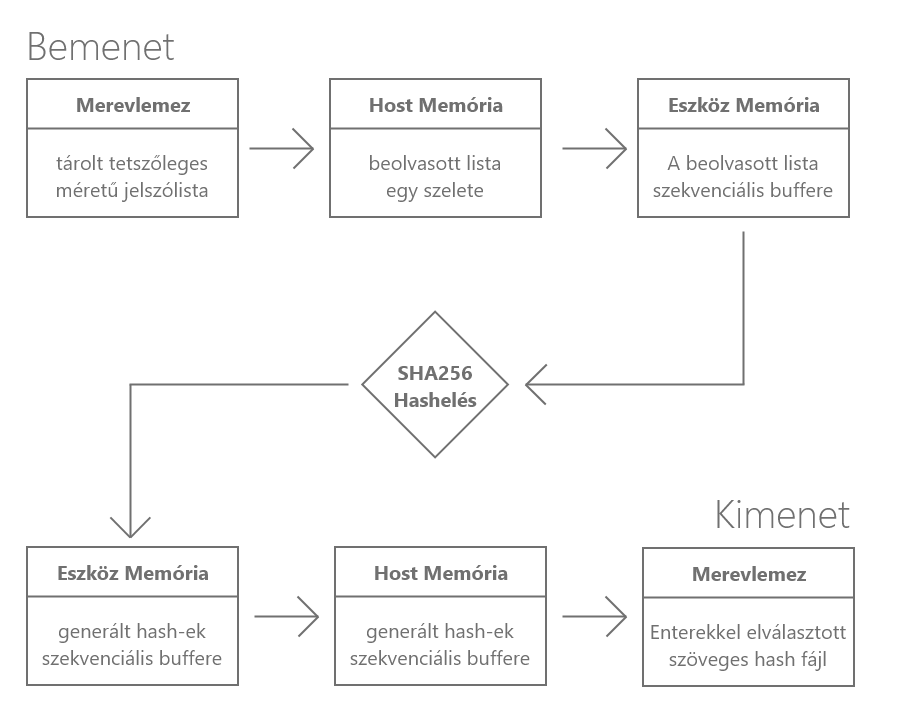 Bemenet
Merevlemez
tárolt tetszőleges
méretű jelszólista
Host Memória
beolvasott lista
egy szelete
Eszköz Memória
A beolvasott lista
szekvenciális buffere
SHA256
Hashelés
Eszköz Memória
generált hash-ek
szekvenciális buffere
Host Memória
generált hash-ek
szekvenciális buffere
Kimenet
Merevlemez
Enterekkel elválasztott
szöveges hash fájl